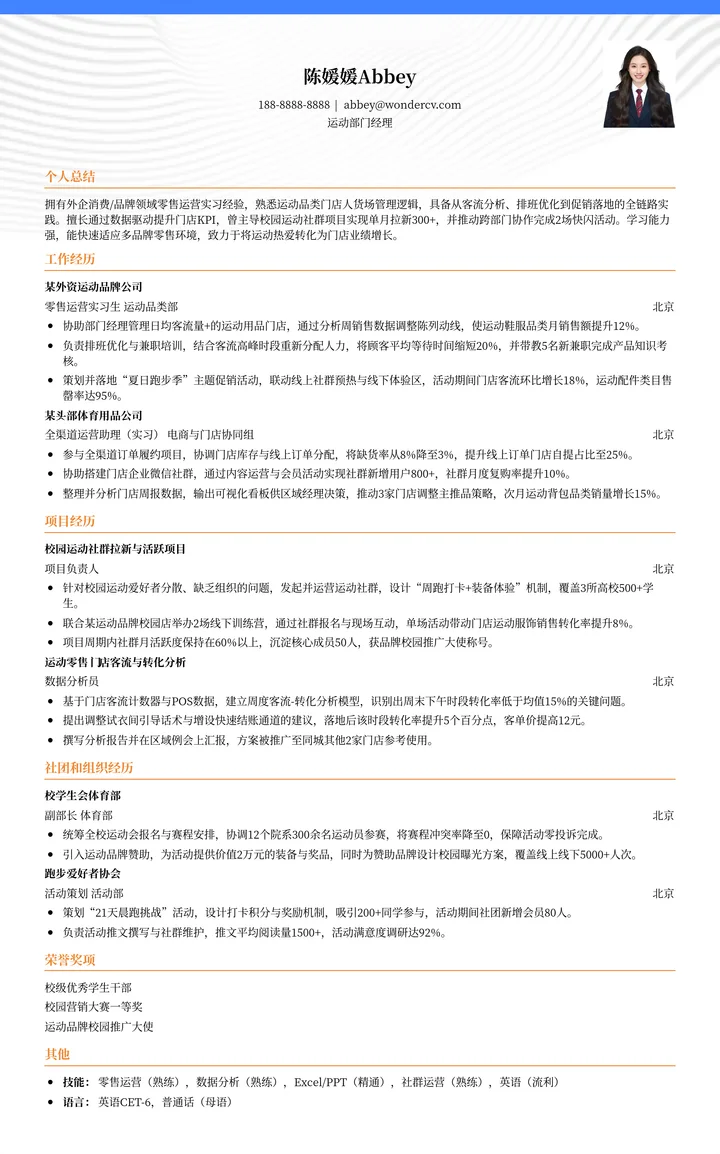 陈媛媛Abbey
188-8888-8888 | abbey@wondercv.com
运动部门经理
个人总结
拥有外企消费/品牌领域零售运营实习经验，熟悉运动品类门店人货场管理逻辑，具备从客流分析、排班优化到促销落地的全链路实
践。擅长通过数据驱动提升门店KPI，曾主导校园运动社群项目实现单月拉新300+，并推动跨部门协作完成2场快闪活动。学习能力
强，能快速适应多品牌零售环境，致力于将运动热爱转化为门店业绩增长。
工作经历
某外资运动品牌公司
零售运营实习生 运动品类部 北京
• 协助部门经理管理日均客流量+的运动用品门店，通过分析周销售数据调整陈列动线，使运动鞋服品类月销售额提升12%。
• 负责排班优化与兼职培训，结合客流高峰时段重新分配人力，将顾客平均等待时间缩短20%，并带教5名新兼职完成产品知识考
核。
• 策划并落地“夏日跑步季”主题促销活动，联动线上社群预热与线下体验区，活动期间门店客流环比增长18%，运动配件类目售
罄率达95%。
某头部体育用品公司
全渠道运营助理（实习） 电商与门店协同组 北京
• 参与全渠道订单履约项目，协调门店库存与线上订单分配，将缺货率从8%降至3%，提升线上订单门店自提占比至25%。
• 协助搭建门店企业微信社群，通过内容运营与会员活动实现社群新增用户800+，社群月度复购率提升10%。
• 整理并分析门店周报数据，输出可视化看板供区域经理决策，推动3家门店调整主推品策略，次月运动背包品类销量增长15%。
项目经历
校园运动社群拉新与活跃项目
项目负责人 北京
• 针对校园运动爱好者分散、缺乏组织的问题，发起并运营运动社群，设计“周跑打卡+装备体验”机制，覆盖3所高校500+学
生。
• 联合某运动品牌校园店举办2场线下训练营，通过社群报名与现场互动，单场活动带动门店运动服饰销售转化率提升8%。
• 项目周期内社群月活跃度保持在60%以上，沉淀核心成员50人，获品牌校园推广大使称号。
运动零售门店客流与转化分析
数据分析员 北京
• 基于门店客流计数器与POS数据，建立周度客流-转化分析模型，识别出周末下午时段转化率低于均值15%的关键问题。
• 提出调整试衣间引导话术与增设快速结账通道的建议，落地后该时段转化率提升5个百分点，客单价提高12元。
• 撰写分析报告并在区域例会上汇报，方案被推广至同城其他2家门店参考使用。
社团和组织经历
校学生会体育部
副部长 体育部 北京
• 统筹全校运动会报名与赛程安排，协调12个院系300余名运动员参赛，将赛程冲突率降至0，保障活动零投诉完成。
• 引入运动品牌赞助，为活动提供价值2万元的装备与奖品，同时为赞助品牌设计校园曝光方案，覆盖线上线下5000+人次。
跑步爱好者协会
活动策划 活动部 北京
• 策划“21天晨跑挑战”活动，设计打卡积分与奖励机制，吸引200+同学参与，活动期间社团新增会员80人。
• 负责活动推文撰写与社群维护，推文平均阅读量1500+，活动满意度调研达92%。
荣誉奖项
校级优秀学生干部
校园营销大赛一等奖
运动品牌校园推广大使
其他
• 技能： 零售运营（熟练），数据分析（熟练），Excel/PPT（精通），社群运营（熟练），英语（流利）
• 语言： 英语CET-6，普通话（母语）